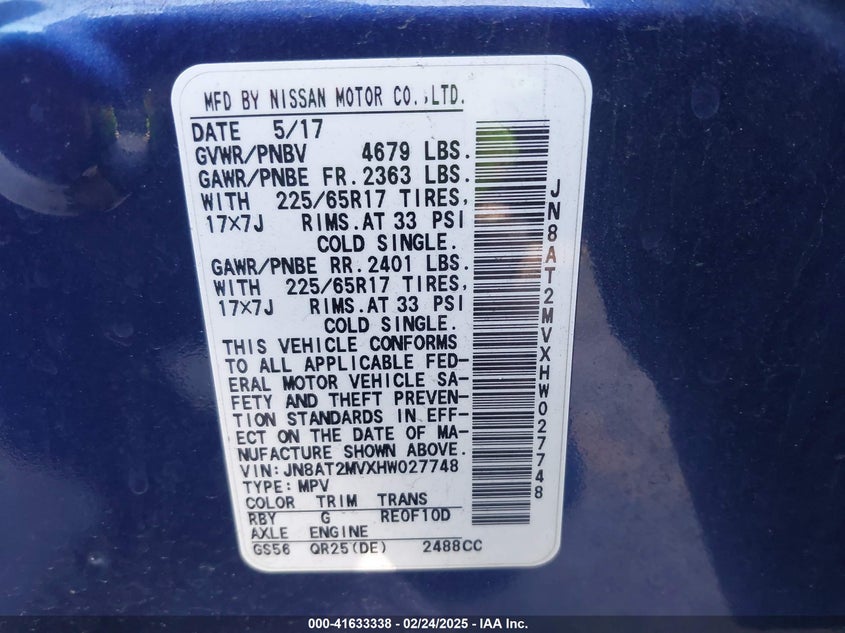 MFD BY NISSAN MOTOR CO.,LTD.
DATE 5/17
GVWR/PNBV 4679 LBS.
GAWR/PNBE FR.2363 LBS.
WITH 225/65R17 TIRES,
17X7J RIMS.AT 33 PSI
COLD SINGLE.
GAWR/PNBE RR.2401 LBS.
WITH 225/65R17 TIRES,
17X7J RIMS.AT 33 PSI
COLD SINGLE.
THIS VEHICLE CONFORMS
TO ALL APPLICABLE FED-
ERAL MOTOR VEHICLE SA-
FETY AND THEFT PREVEN-
TION STANDARDS IN EFF-
ECT ON THE DATE OF MA-
NUFACTURE SHOWN ABOVE.
VIN:JN8AT2MVXHW027748
TYPE:MPV
COLOR TRIM TRANS
RBY G RE0F10D
AXLE ENGINE
GS56 QR25(DE) 2488CC
JN8AT2MVXHW027748
000-41633338 - 02/24/2025 - IAA Inc.